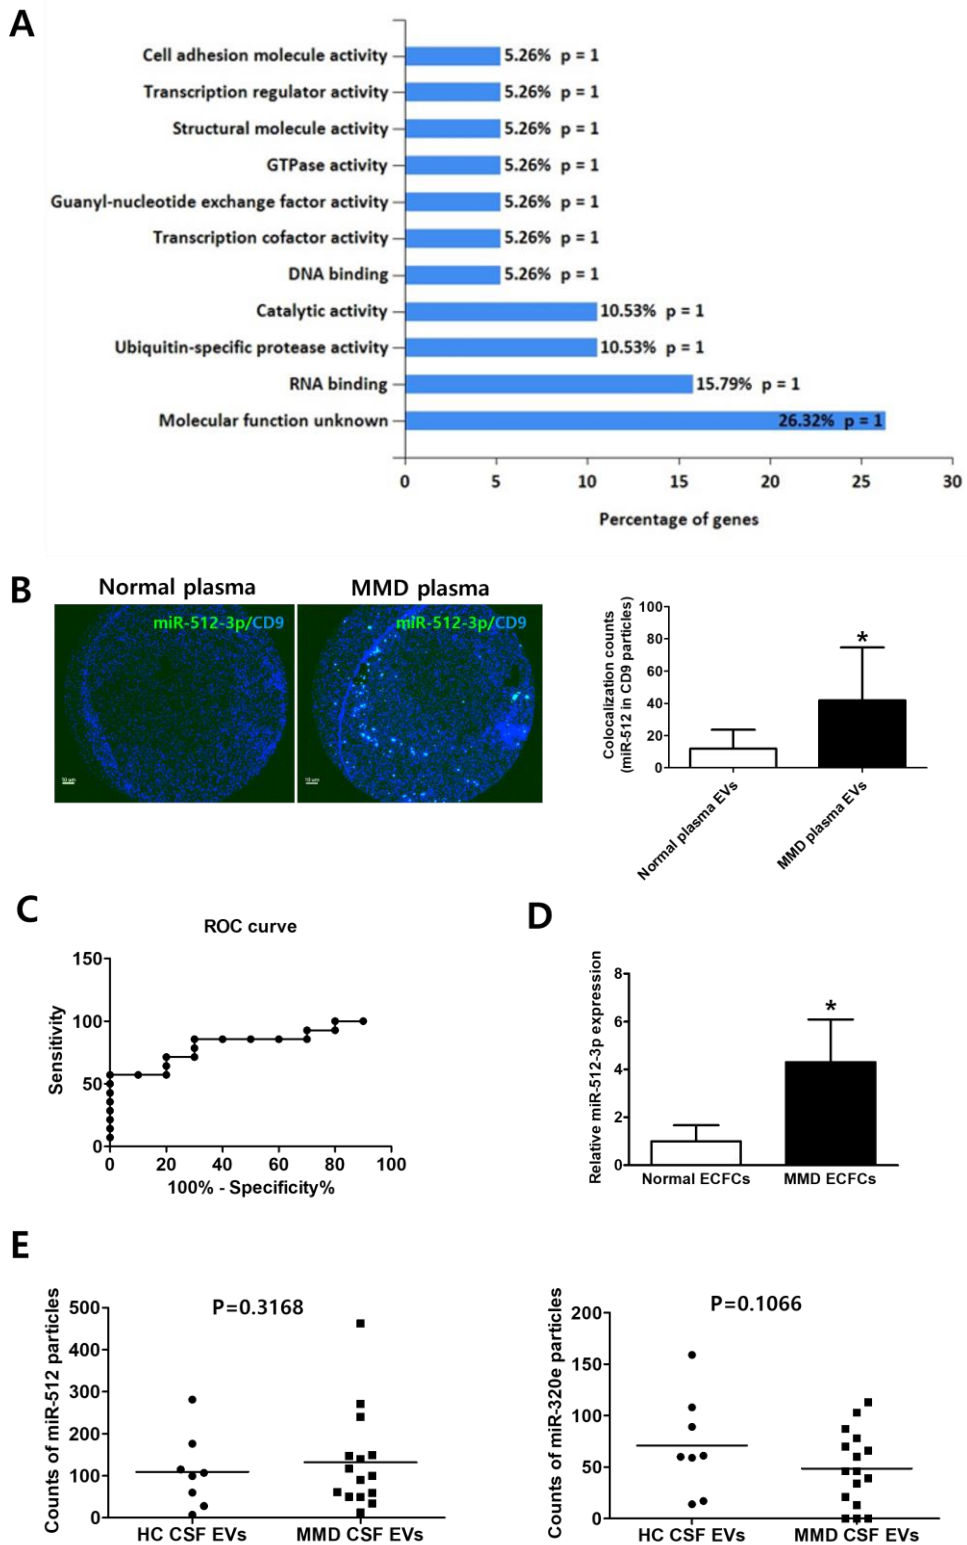 A
Cell adhesion molecule activity
5.26% p = 1
Transcription regulator activity
5.26% p = 1
Structural molecule activity
5.26% p = 1
GTPase activity
5.26% p = 1
Guanyl-nucleotide exchange factor activity
5.26% p = 1
Transcription cofactor activity
5.26% p = 1
DNA binding
5.26% p = 1
Catalytic activity
10.53% p = 1
Ubiquitin-specific protease activity
10.53% p = 1
RNA binding
15.79% p = 1
Molecular function unknown
26.32% p = 1
0 5 10 15 20 25 30
Percentage of genes
B
Normal plasma
MMD plasma
miR-512-3p/CD9
miR-512-3p/CD9
10 um
10 um
Colocalization counts
(miR-512 in CD9 particles)
100
80
60
40
20
0
*
Normal plasma EVs
MMD plasma EVs
C
ROC curve
Sensitivity
150
100
50
0
0 20 40 60 80 100
100% - Specificity%
D
Relative miR-512-3p expression
8
6
4
2
0
*
Normal ECFCs
MMD ECFCs
E
P=0.3168
Counts of miR-512 particles
500
400
300
200
100
0
HC CSF EVs
MMD CSF EVs
P=0.1066
Counts of miR-320e particles
200
150
100
50
0
HC CSF EVs
MMD CSF EVs